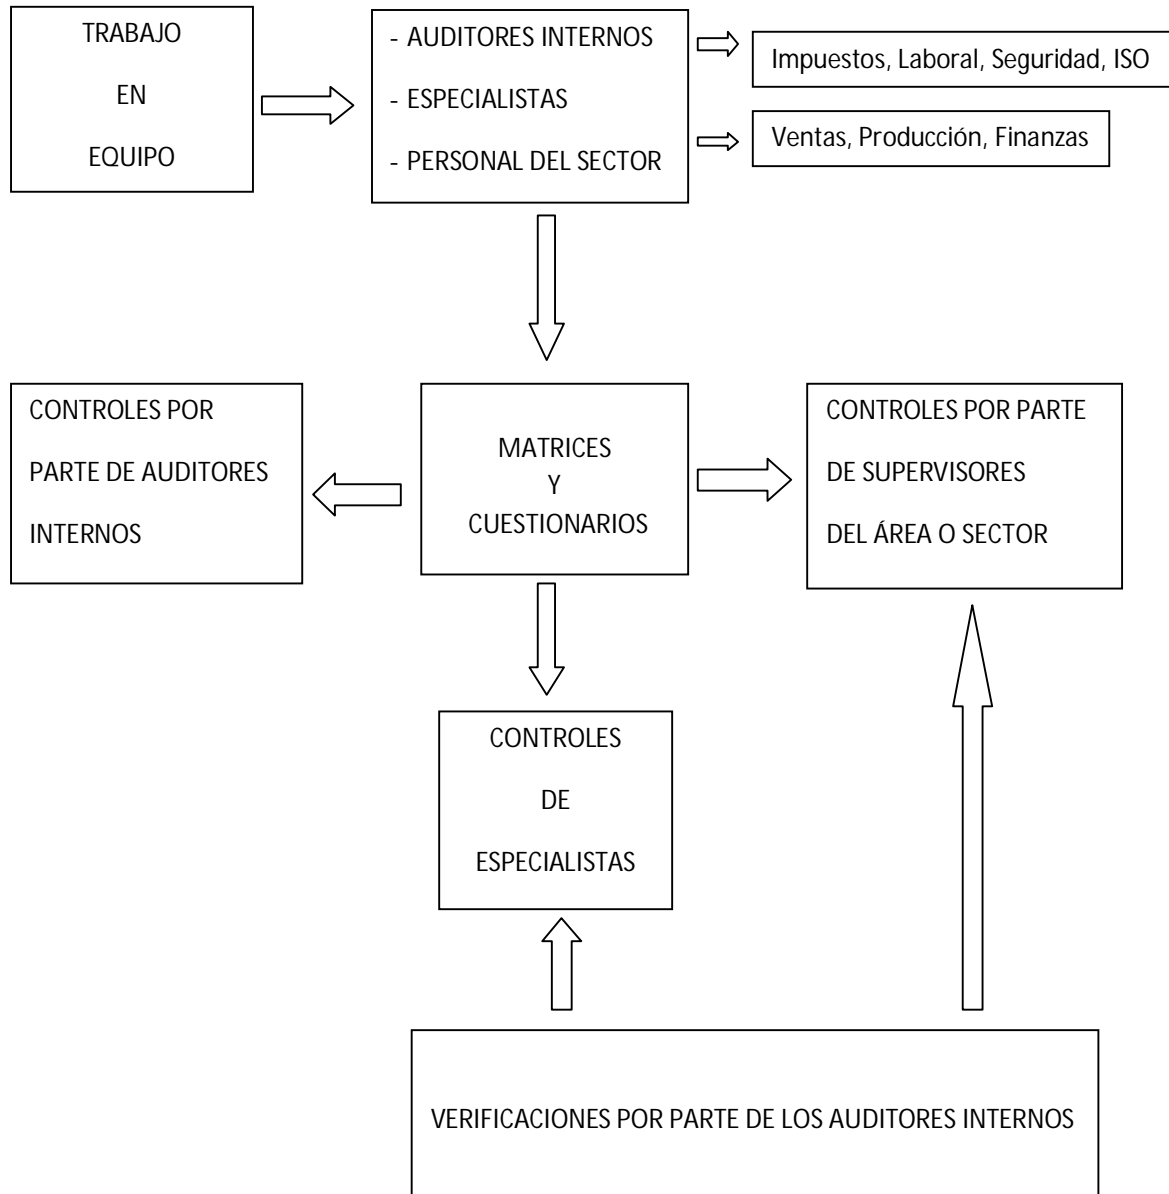 TRABAJO
EN
EQUIPO
- AUDITORES INTERNOS
- ESPECIALISTAS
- PERSONAL DEL SECTOR
Impuestos, Laboral, Seguridad, ISO
Ventas, Producción, Finanzas
CONTROLES POR
PARTE DE AUDITORES
INTERNOS
MATRICES
Y
CUESTIONARIOS
CONTROLES POR PARTE
DE SUPERVISORES
DEL ÁREA O SECTOR
CONTROLES
DE
ESPECIALISTAS
VERIFICACIONES POR PARTE DE LOS AUDITORES INTERNOS